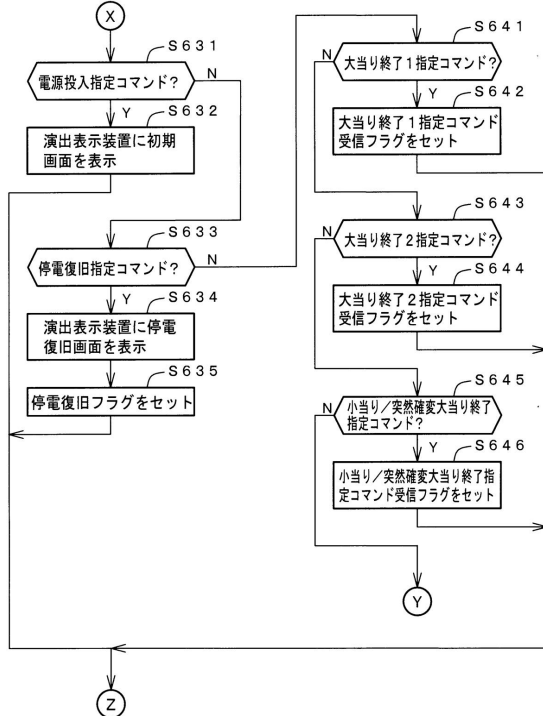 X
S631
電源投入指定コマンド?
N
Y
S632
演出表示装置に初期
画面を表示
S633
停電復旧指定コマンド?
N
Y
S634
演出表示装置に停電
復旧画面を表示
S635
停電復旧フラグをセット
Z
S641
N
大当り終了1指定コマンド?
Y
S642
大当り終了1指定コマンド
受信フラグをセット
S643
N
大当り終了2指定コマンド?
Y
S644
大当り終了2指定コマンド
受信フラグをセット
S645
N
小当り/突然確変大当り終了
指定コマンド?
Y
S646
小当り/突然確変大当り終了指
定コマンド受信フラグをセット
Y